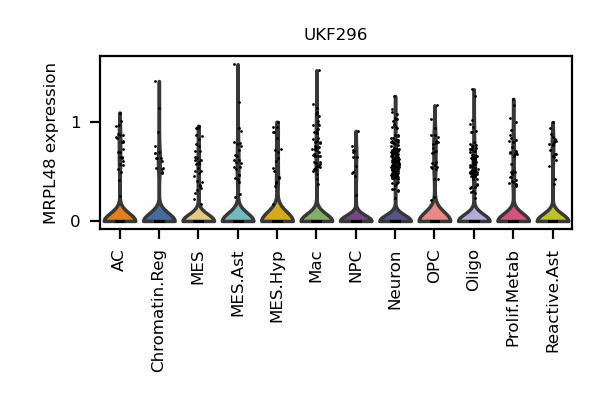 UKF296
MRPL48 expression
1
0
AC
Chromatin.Reg
MES
MES.Ast
MES.Hyp
Mac
NPC
Neuron
OPC
Oligo
Prolif.Metab
Reactive.Ast